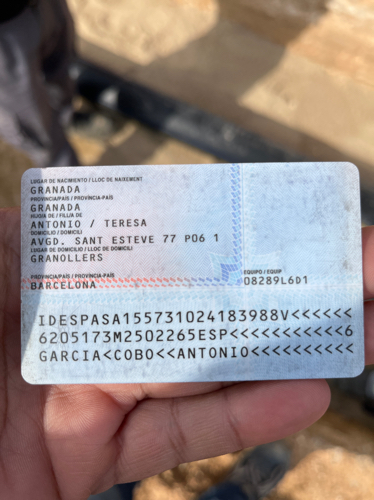 LUGAR DE NACIMIENTO / LLOC DE NAIXEMENT
GRANADA
PROVINCIA/PAÍS / PROVÍNCIA-PAÍS
GRANADA
HIJO/A DE / FILL/A DE
ANTONIO / TERESA
DOMICILIO / DOMICILI
AVGD. SANT ESTEVE 77 P06 1
LUGAR DE DOMICILIO / LLOC DE DOMICILI
GRANOLLERS
PROVINCIA/PAÍS / PROVÍNCIA-PAÍS
BARCELONA
EQUIPO / EQUIP
08289L6D1
IDESPASA155731024183988V<<<<<<
6205173M2502265ESP<<<<<<<<<<<6
GARCIA<COBO<<ANTONIO<<<<<<<<<<